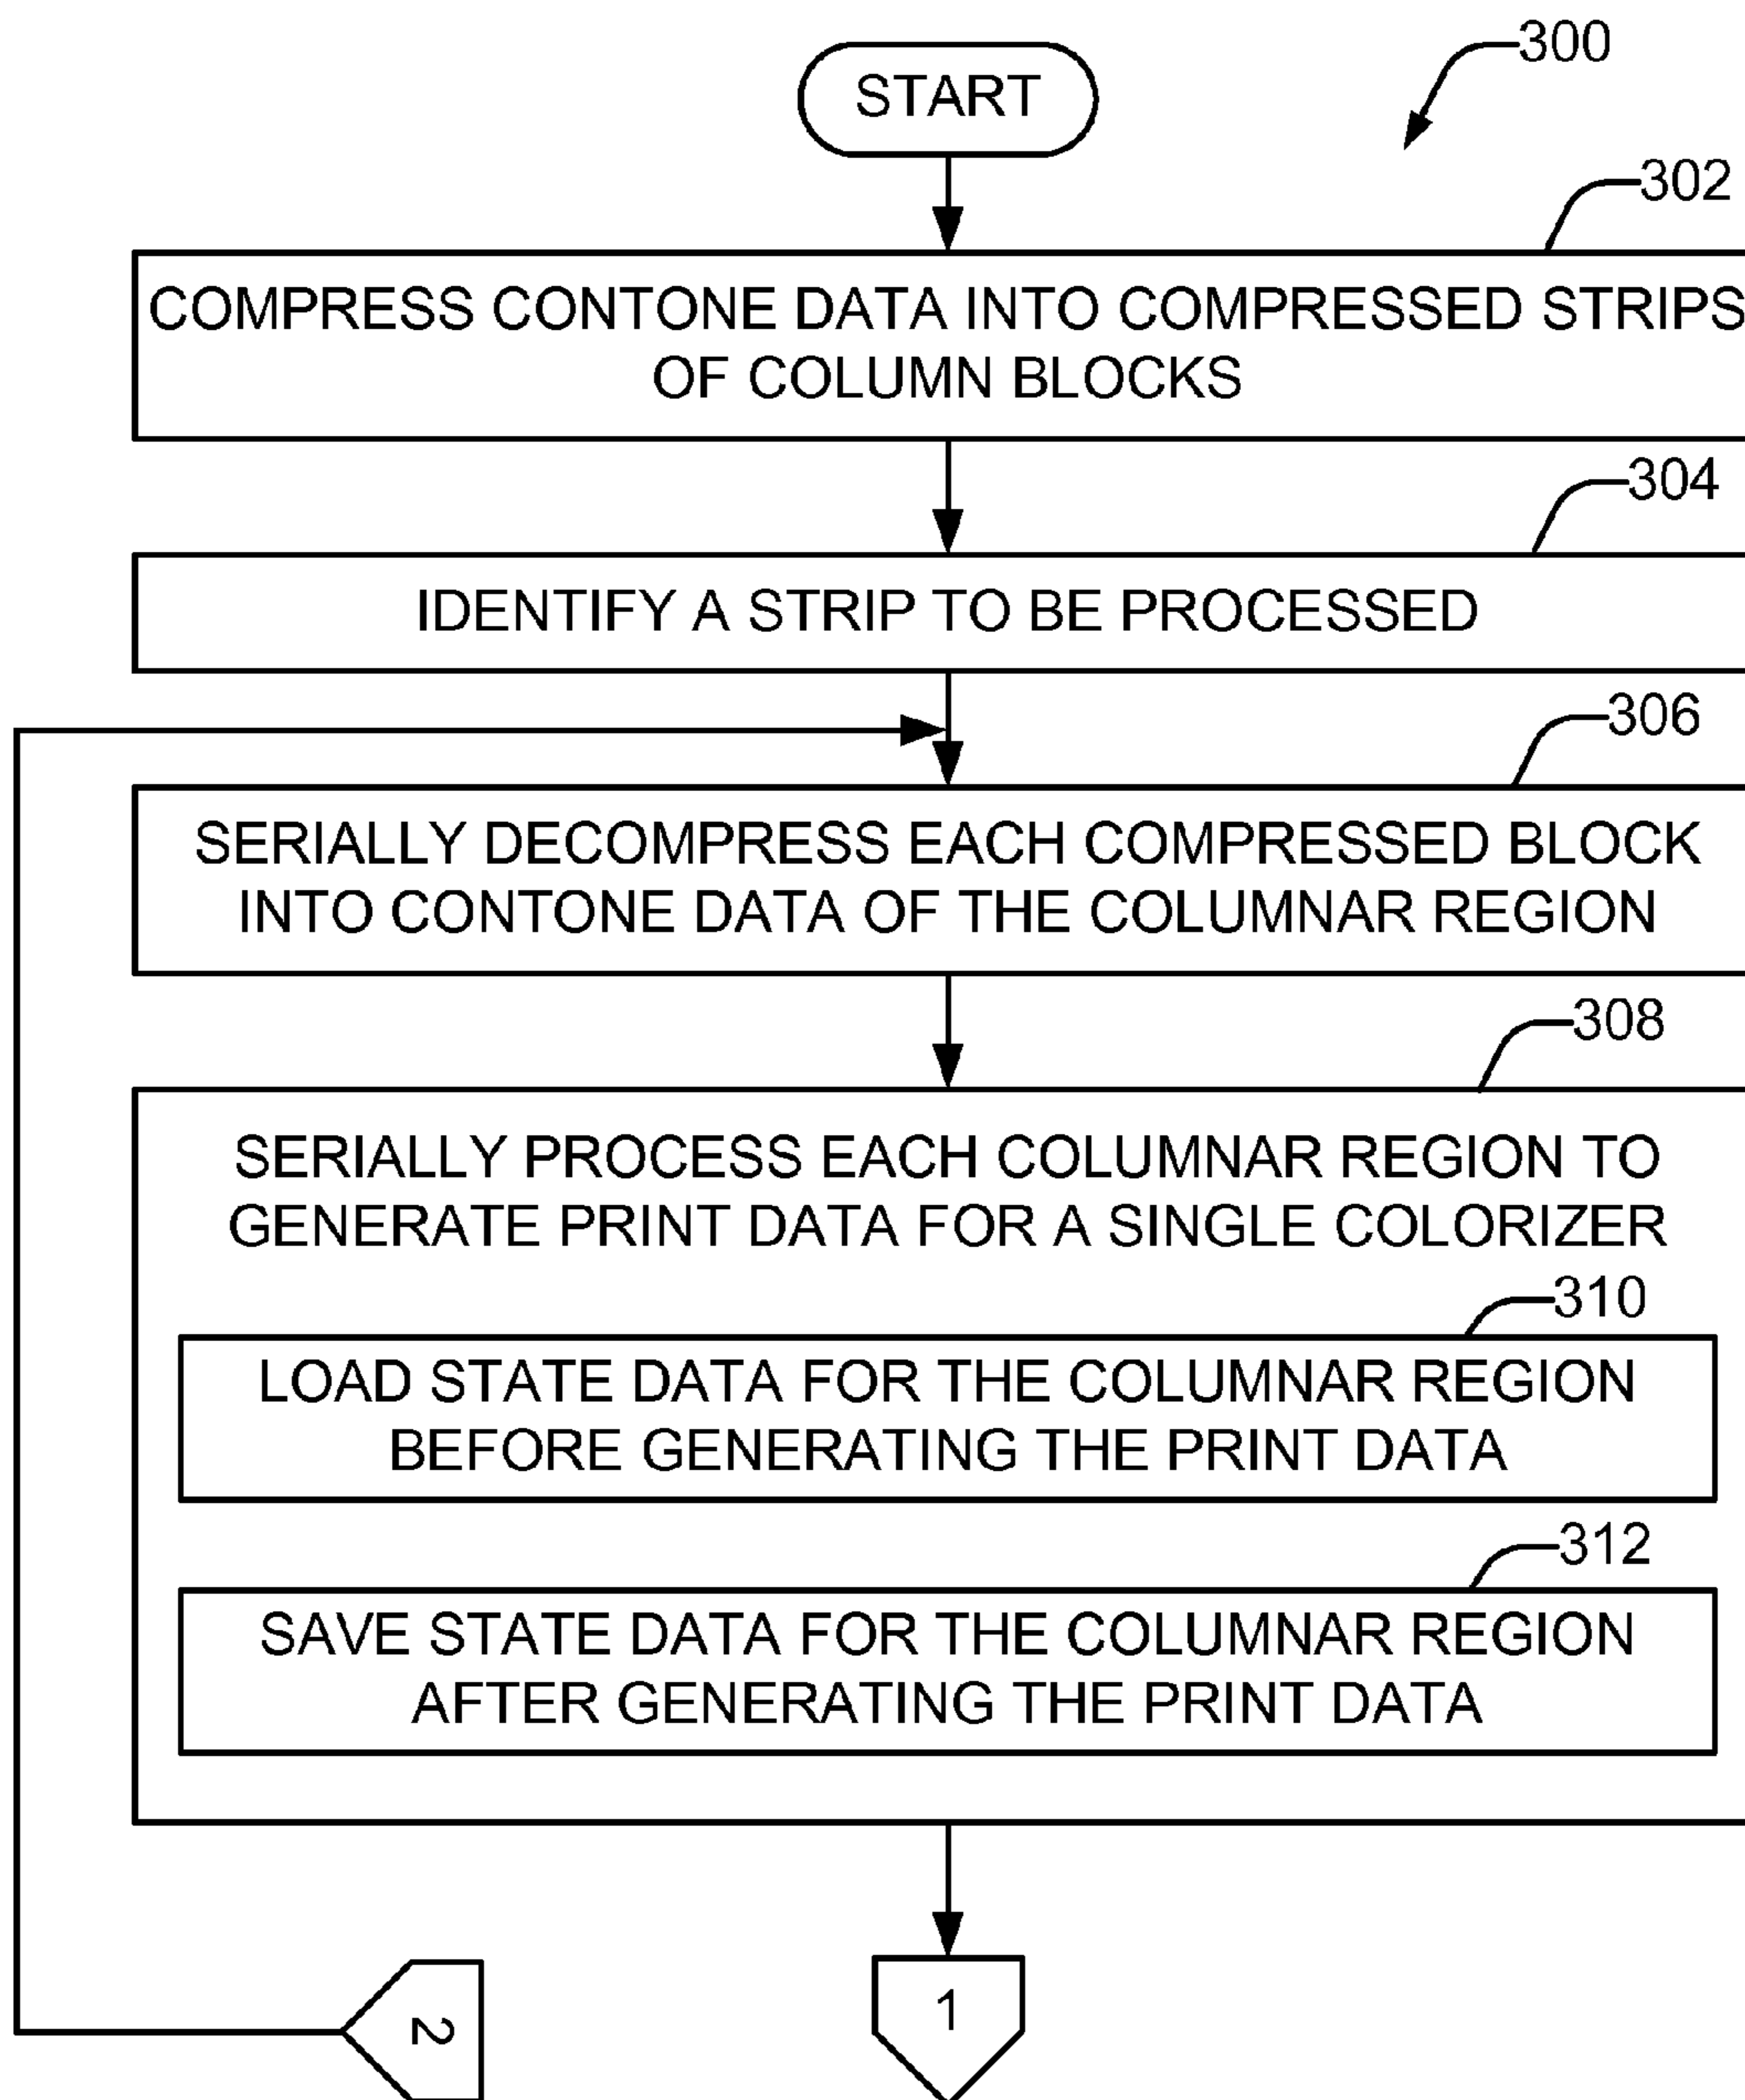 START
300
302
COMPRESS CONTONE DATA INTO COMPRESSED STRIPS
OF COLUMN BLOCKS
304
IDENTIFY A STRIP TO BE PROCESSED
306
SERIALLY DECOMPRESS EACH COMPRESSED BLOCK
INTO CONTONE DATA OF THE COLUMNAR REGION
308
SERIALLY PROCESS EACH COLUMNAR REGION TO
GENERATE PRINT DATA FOR A SINGLE COLORIZER
310
LOAD STATE DATA FOR THE COLUMNAR REGION
BEFORE GENERATING THE PRINT DATA
312
SAVE STATE DATA FOR THE COLUMNAR REGION
AFTER GENERATING THE PRINT DATA
2
1